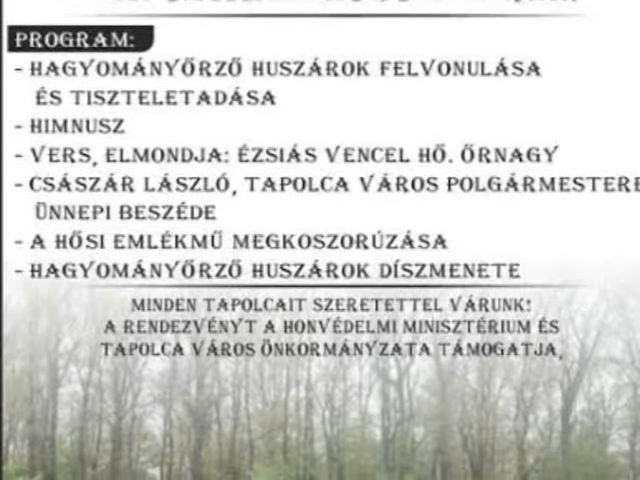 PROGRAM:
- HAGYOMÁNYŐRZŐ HUSZÁROK FELVONULÁSA
ÉS TISZTELETADÁSA
- HIMNUSZ
- VERS, ELMONDJA: ÉZSIÁS VENCEL HŐ. ŐRNAGY
- CSÁSZÁR LÁSZLÓ, TAPOLCA VÁROS POLGÁRMESTERE
ÜNNEPI BESZÉDE
- A HŐSI EMLÉKMŰ MEGKOSZORÚZÁSA
- HAGYOMÁNYŐRZŐ HUSZÁROK DÍSZMENETE
MINDEN TAPOLCAIT SZERETETTEL VÁRUNK!
A RENDEZVÉNYT A HONVÉDELMI MINISZTÉRIUM ÉS
TAPOLCA VÁROS ÖNKORMÁNYZATA TÁMOGATJA,